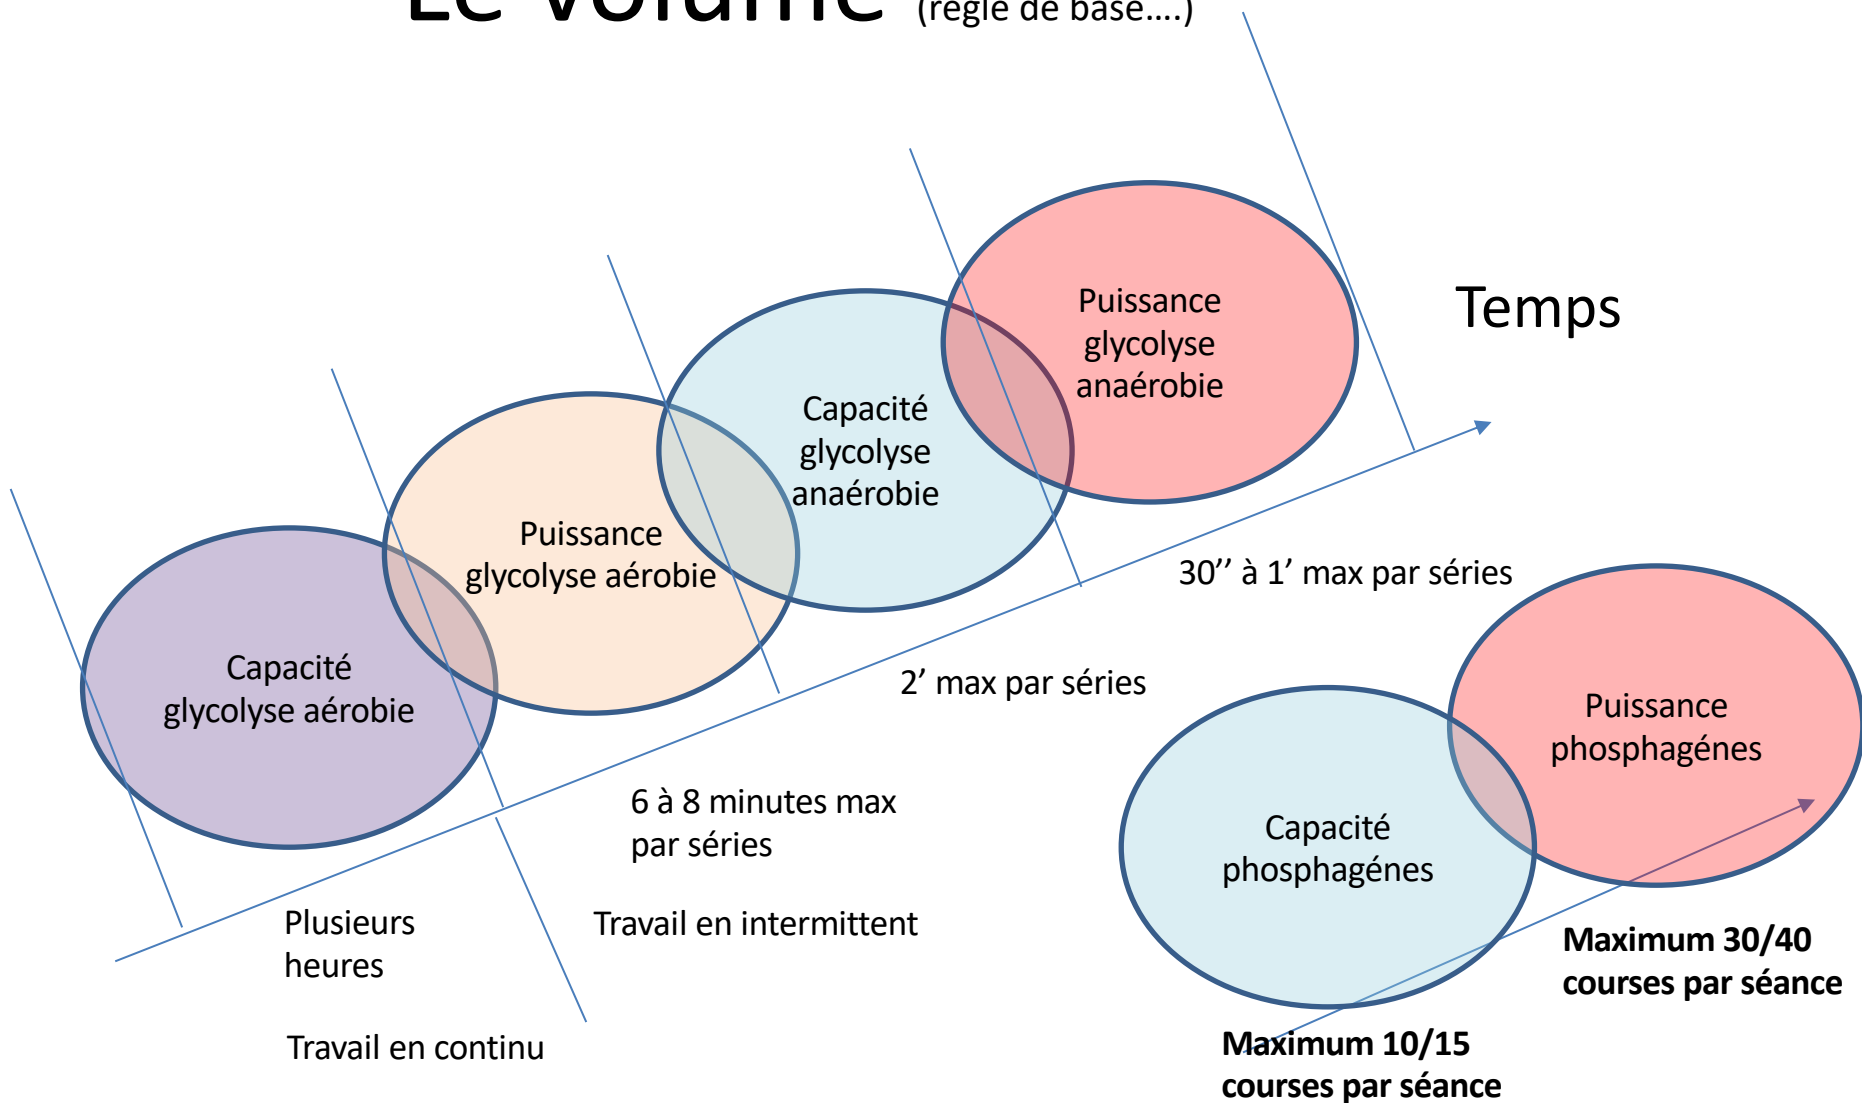 Le volume (règle de base….)
Puissance
glycolyse
anaérobie
Temps
Capacité
glycolyse
anaérobie
Puissance
glycolyse aérobie
Capacité
glycolyse aérobie
30’’ à 1’ max par séries
2’ max par séries
6 à 8 minutes max
par séries
Plusieurs
heures
Travail en intermittent
Travail en continu
Puissance
phosphagénes
Capacité
phosphagénes
Maximum 30/40
courses par séance
Maximum 10/15
courses par séance